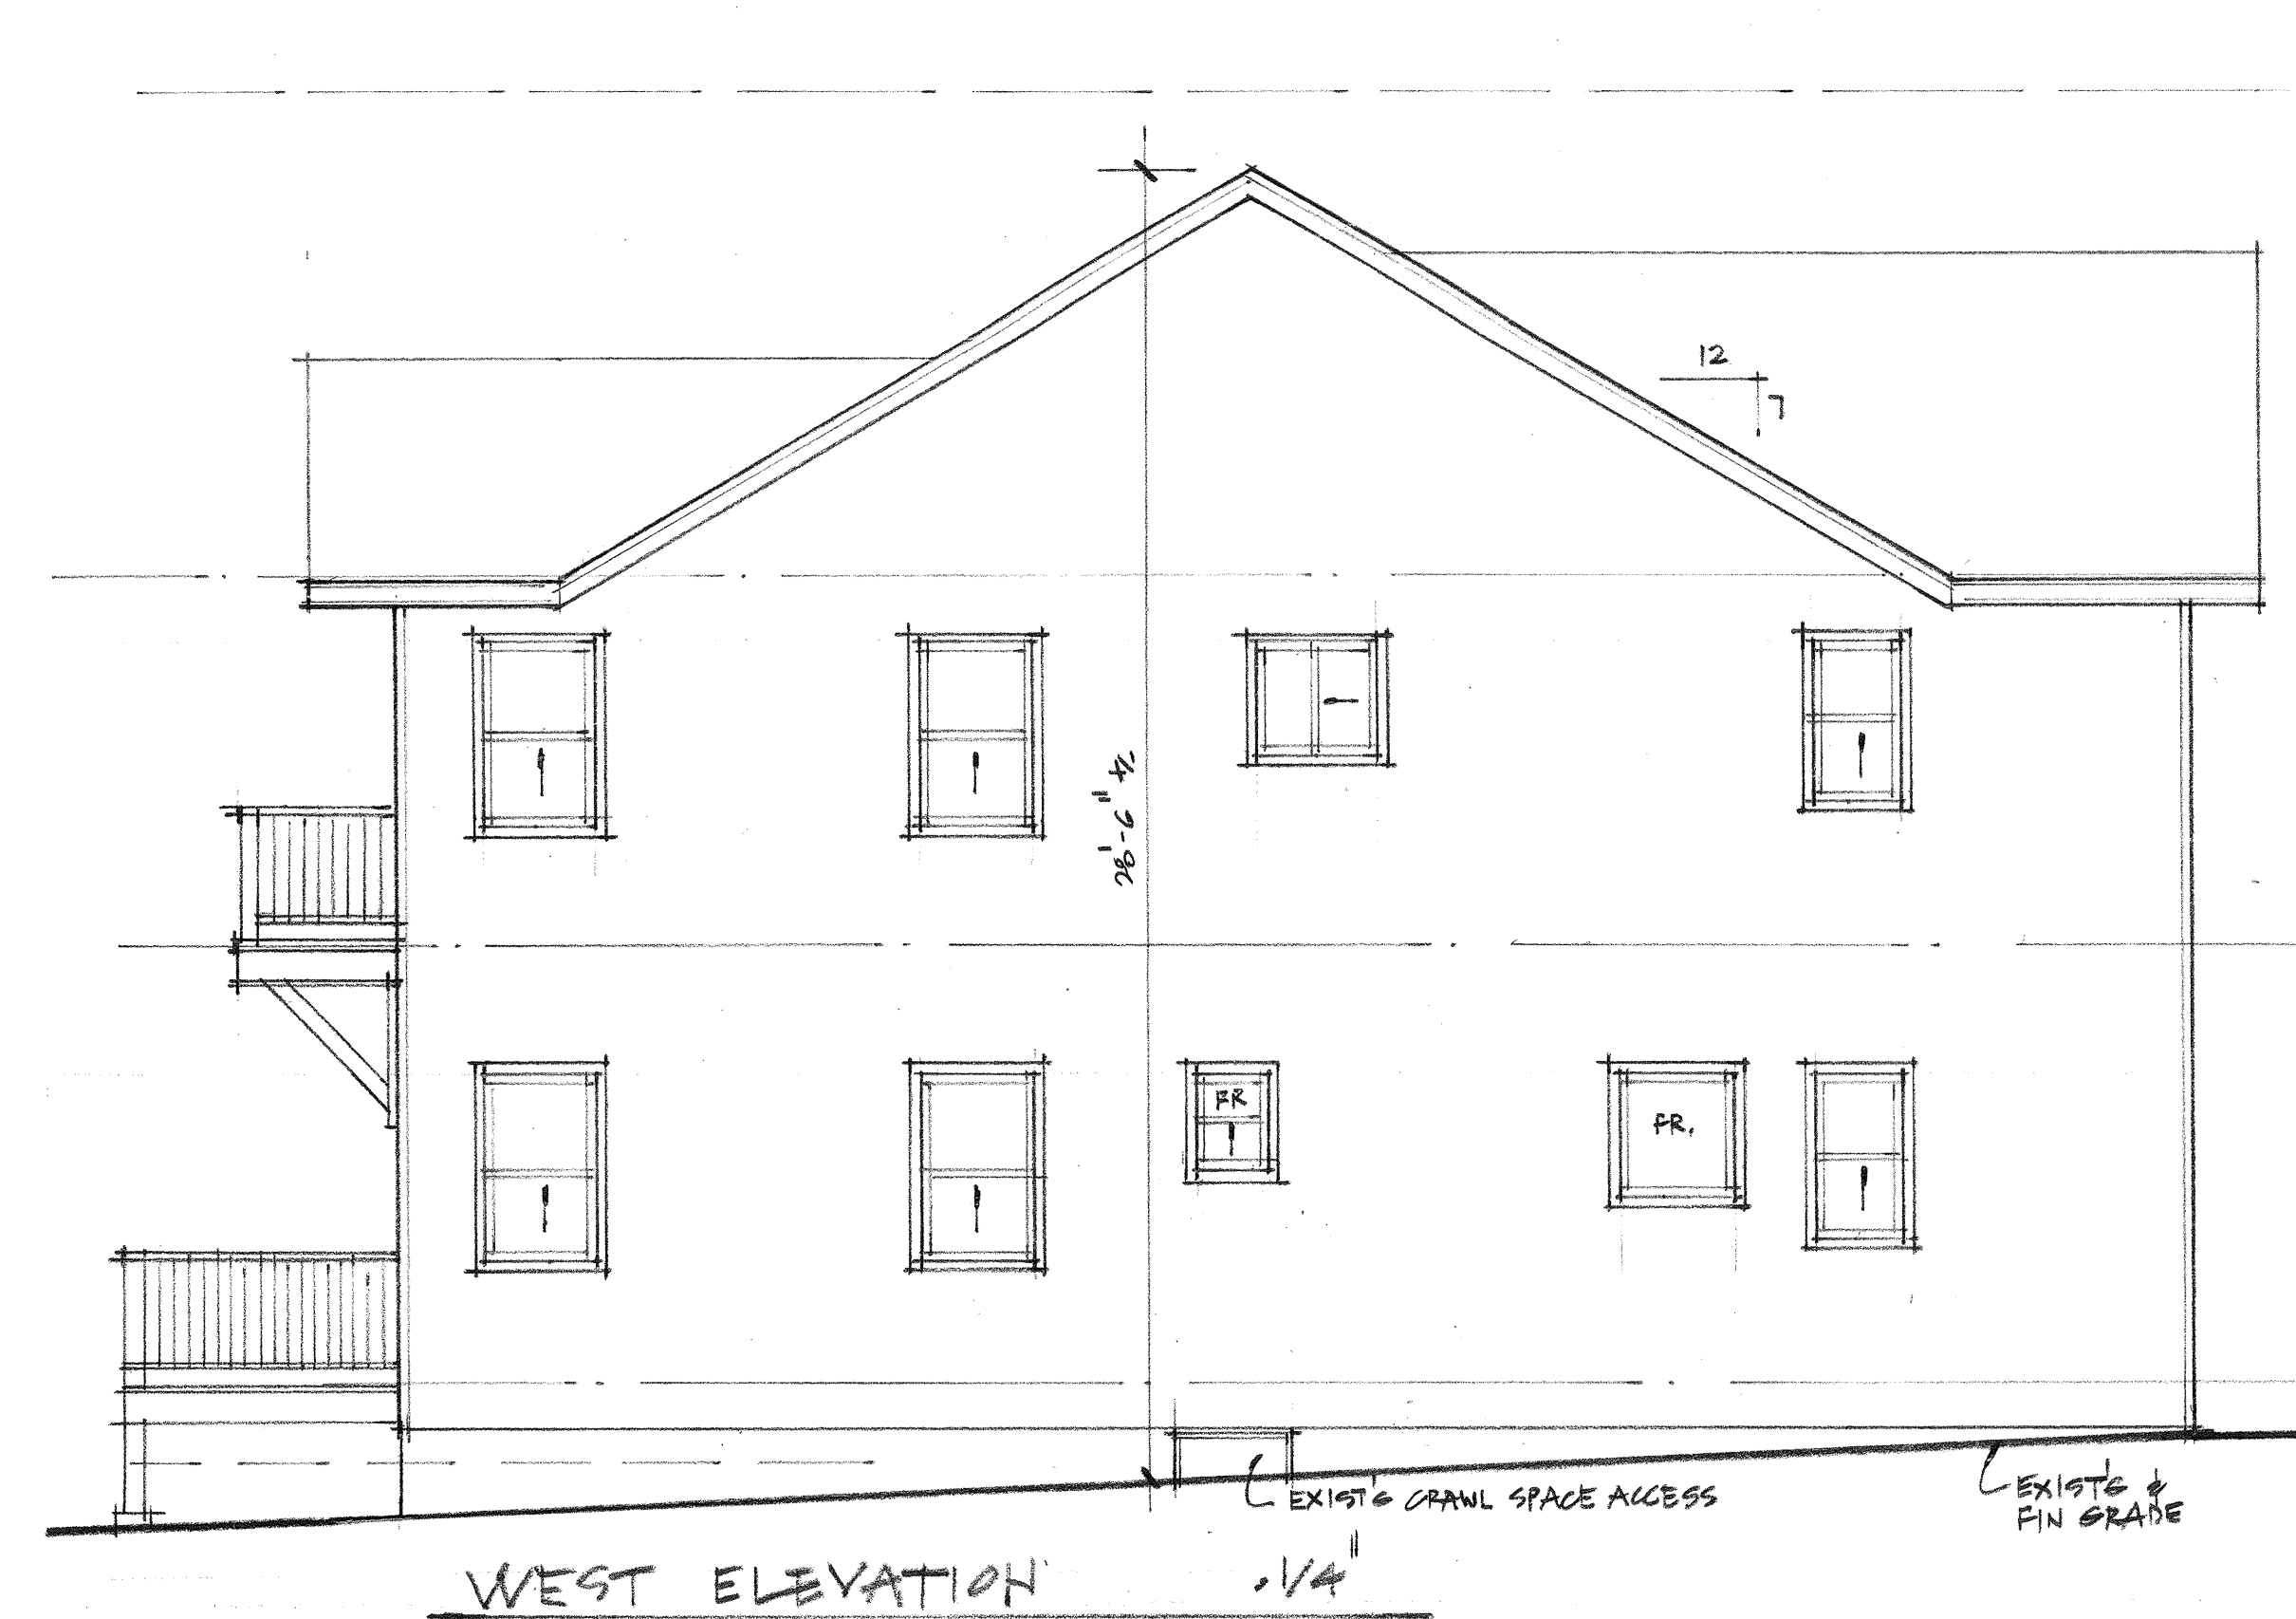 12
7
28'-6" +/-
FR
FR.
EXIST'G CRAWL SPACE ACCESS
EXIST'G &
FIN GRADE
WEST ELEVATION .1/4"